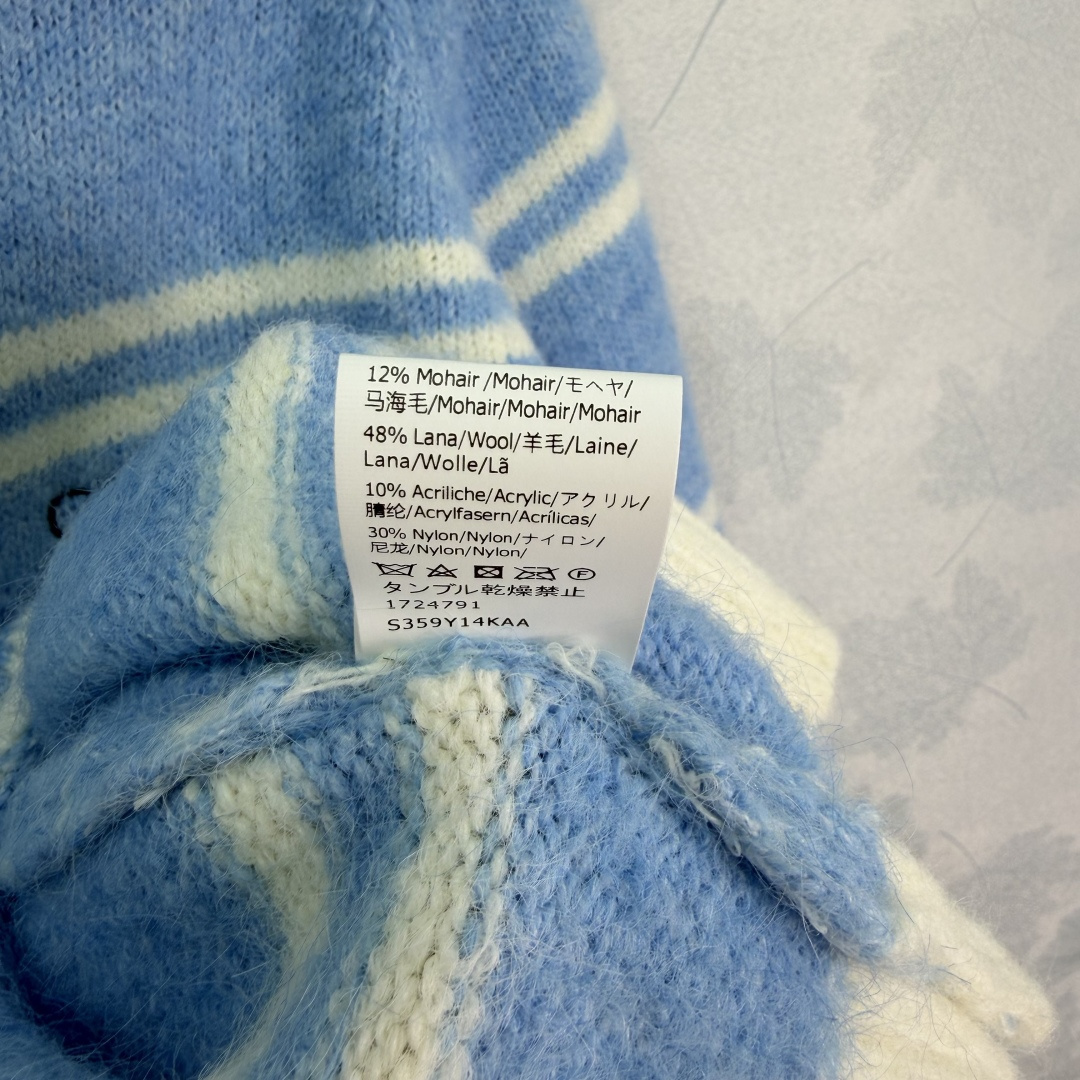 12% Mohair /Mohair/モヘヤ/
马海毛/Mohair/Mohair/Mohair
48% Lana/Wool/羊毛/Laine/
Lana/Wolle/Lã
10% Acriliche/Acrylic/アクリル/
腈纶/Acrylfasern/Acrílicas/
30% Nylon/Nylon/ナイロン/
尼龙/Nylon/Nylon/
F
タンブル乾燥禁止
1724791
S359Y14KAA